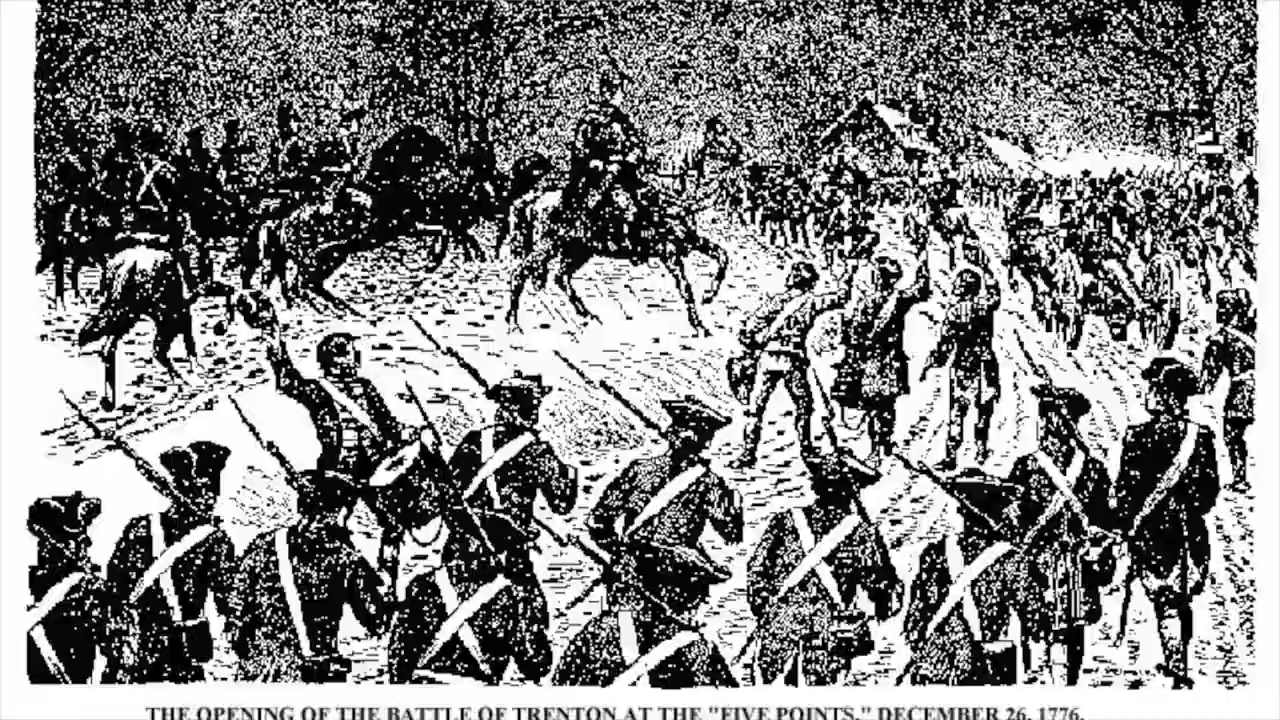 THE OPENING OF THE BATTLE OF TRENTON AT THE "FIVE POINTS," DECEMBER 26, 1776.